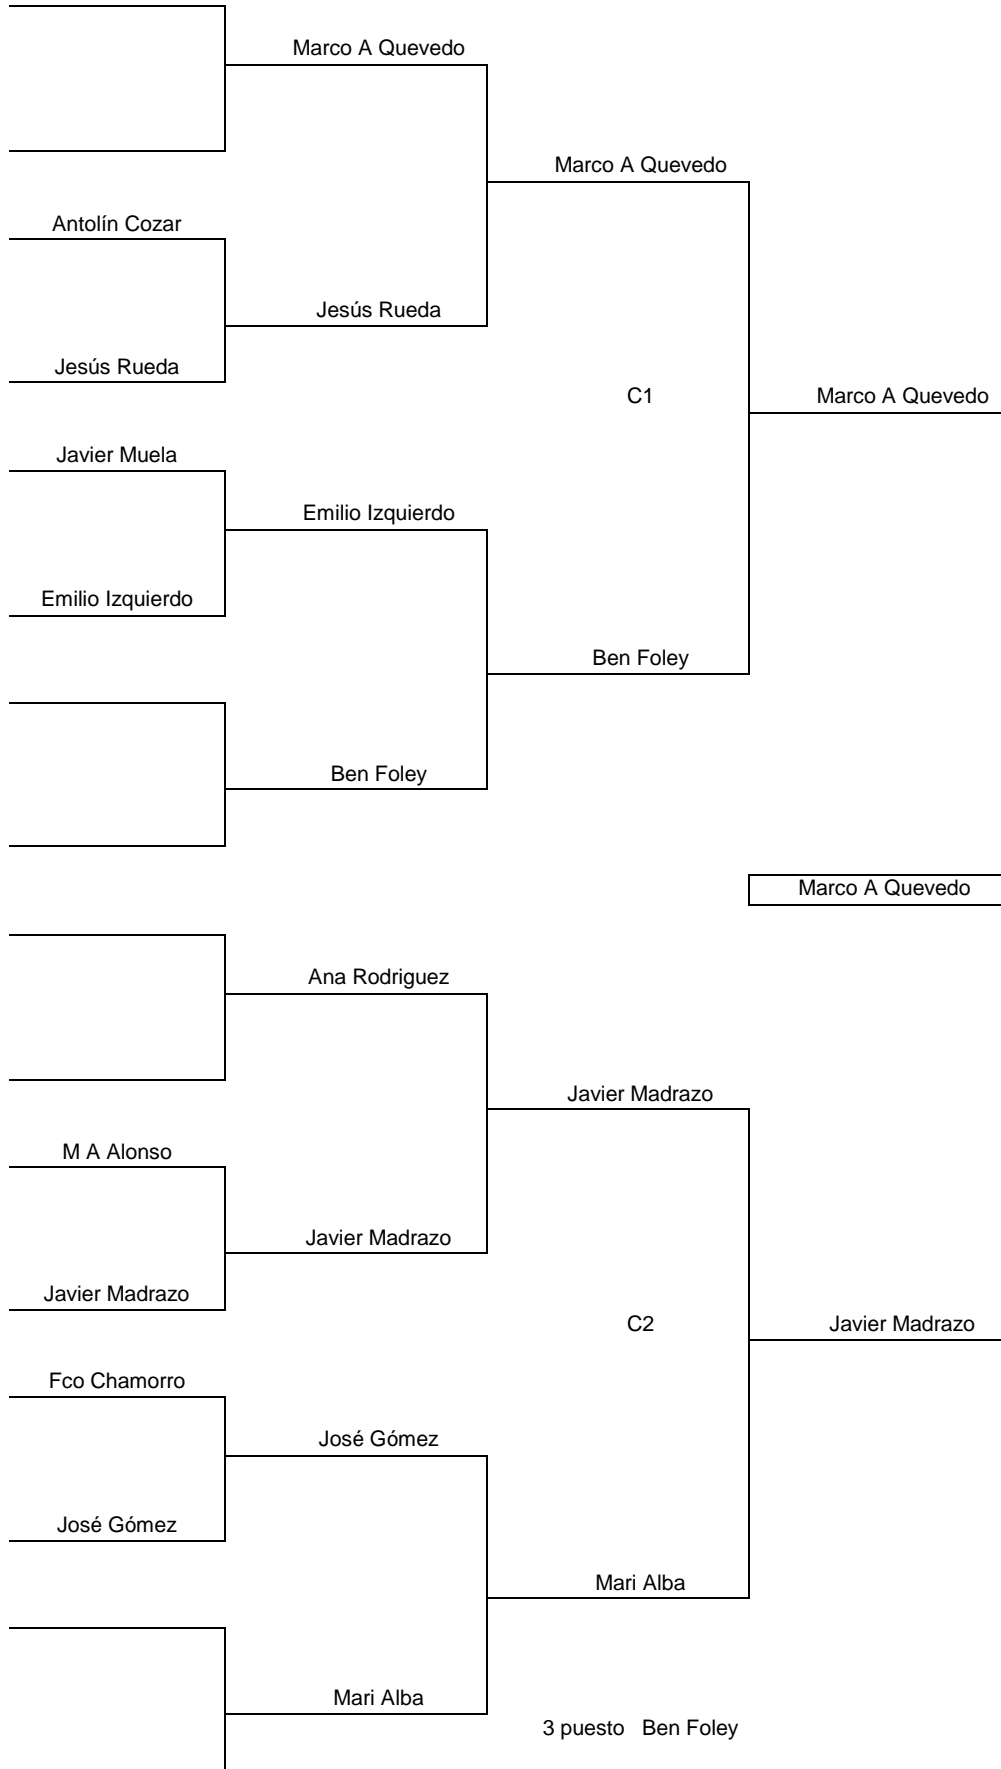 Marco A Quevedo
Marco A Quevedo
Antolín Cozar
Jesús Rueda
Jesús Rueda
C1
Marco A Quevedo
Javier Muela
Emilio Izquierdo
Emilio Izquierdo
Ben Foley
Ben Foley
Marco A Quevedo
Ana Rodriguez
Javier Madrazo
M A Alonso
Javier Madrazo
Javier Madrazo
C2
Javier Madrazo
Fco Chamorro
José Gómez
José Gómez
Mari Alba
Mari Alba
3 puesto Ben Foley